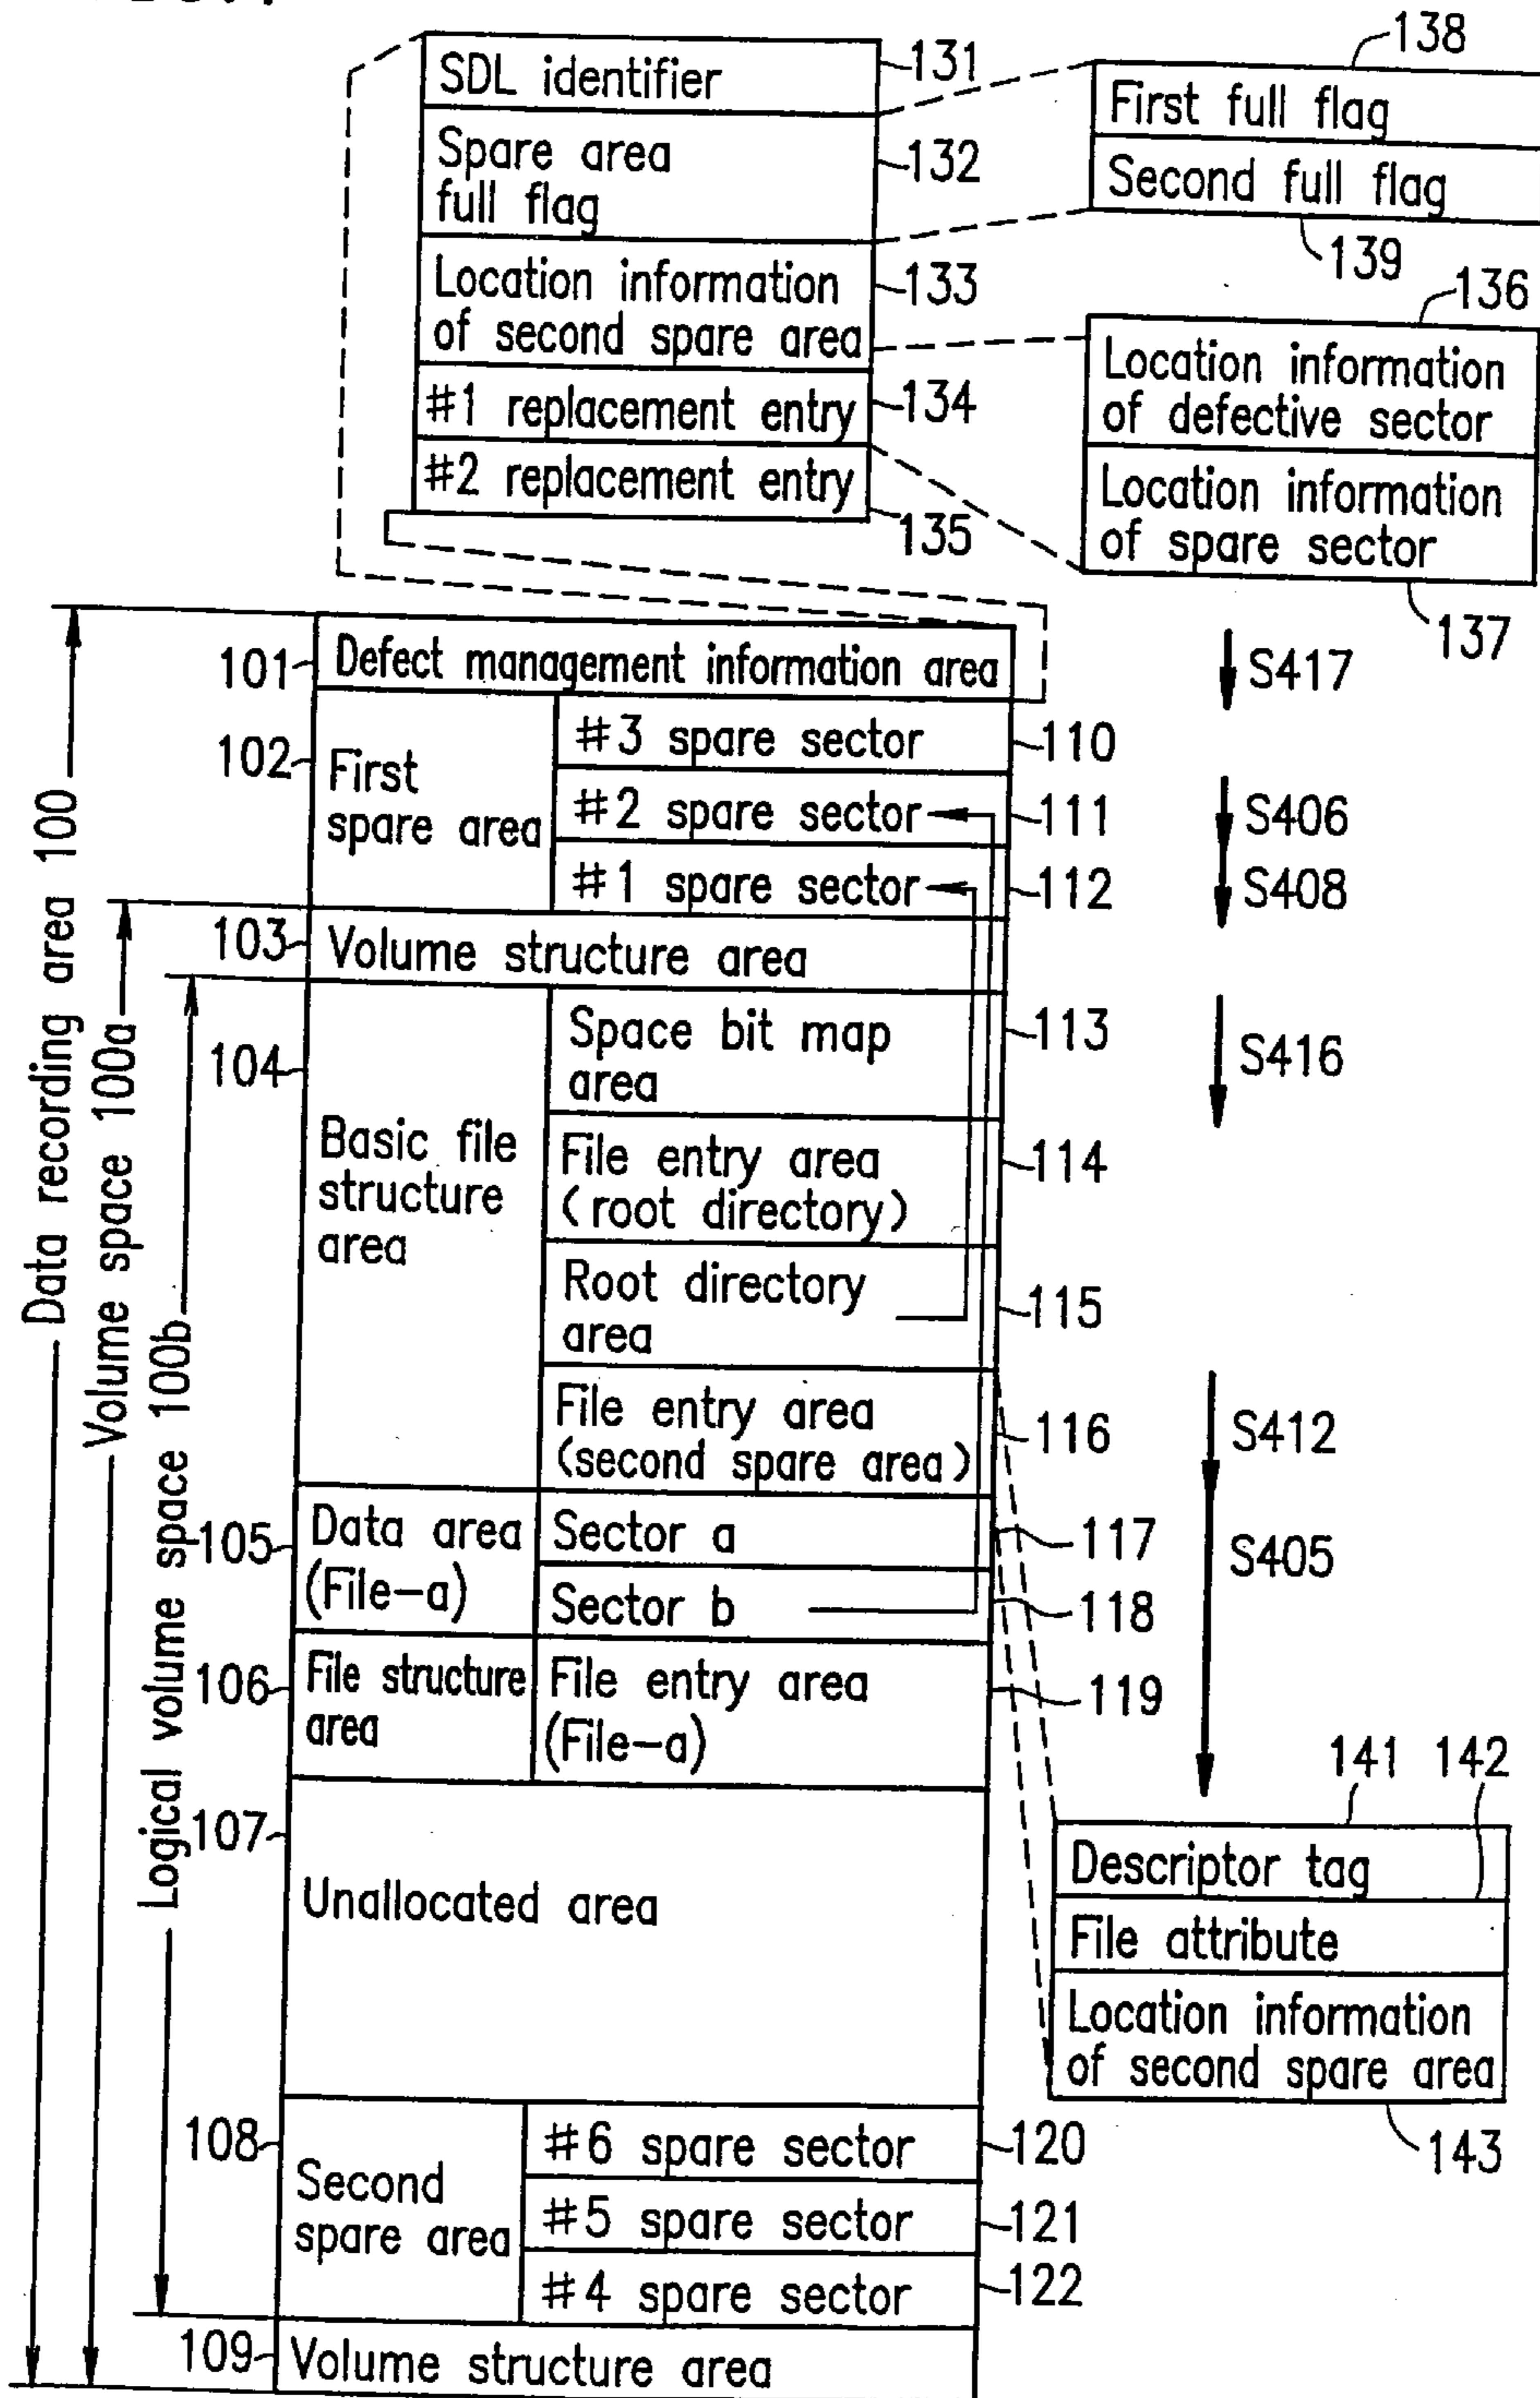 SDL identifier
131
Spare area
full flag
132
Location information
of second spare area
133
#1 replacement entry
134
#2 replacement entry
135
138
First full flag
Second full flag
139
136
Location information
of defective sector
Location information
of spare sector
137
Data recording area 100
Volume space 100a
Logical volume space 100b
101
Defect management information area
S417
102
First
spare area
#3 spare sector
110
#2 spare sector
111
S406
#1 spare sector
112
S408
103
Volume structure area
104
Basic file
structure
area
Space bit map
area
113
S416
File entry area
(root directory)
114
Root directory
area
115
File entry area
(second spare area)
116
S412
105
Data area
(File-a)
Sector a
117
S405
Sector b
118
106
File structure
area
File entry area
(File-a)
119
107
Unallocated area
141
142
Descriptor tag
File attribute
Location information
of second spare area
143
108
Second
spare area
#6 spare sector
120
#5 spare sector
121
#4 spare sector
122
109
Volume structure area